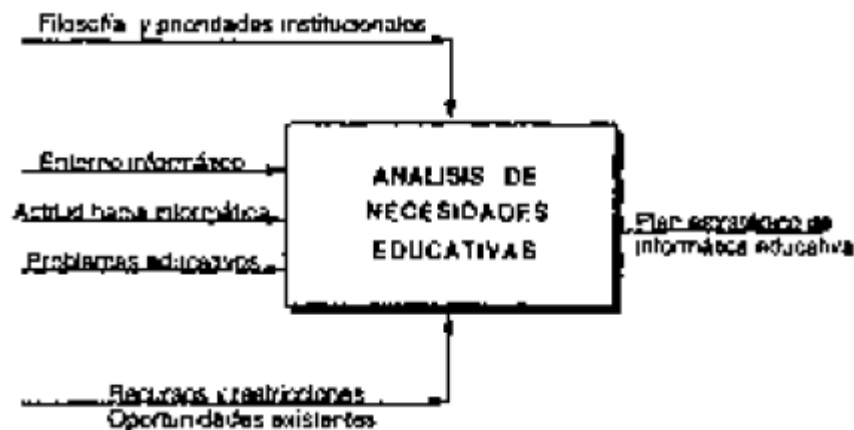 Filosofía y prioridades institucionales
Entorno informático
Actitud hacia informática
Problemas educativos
ANALISIS DE
NECESIDADES
EDUCATIVAS
Plan estratégico de
informática educativa
Recursos y restricciones
Oportunidades existentes